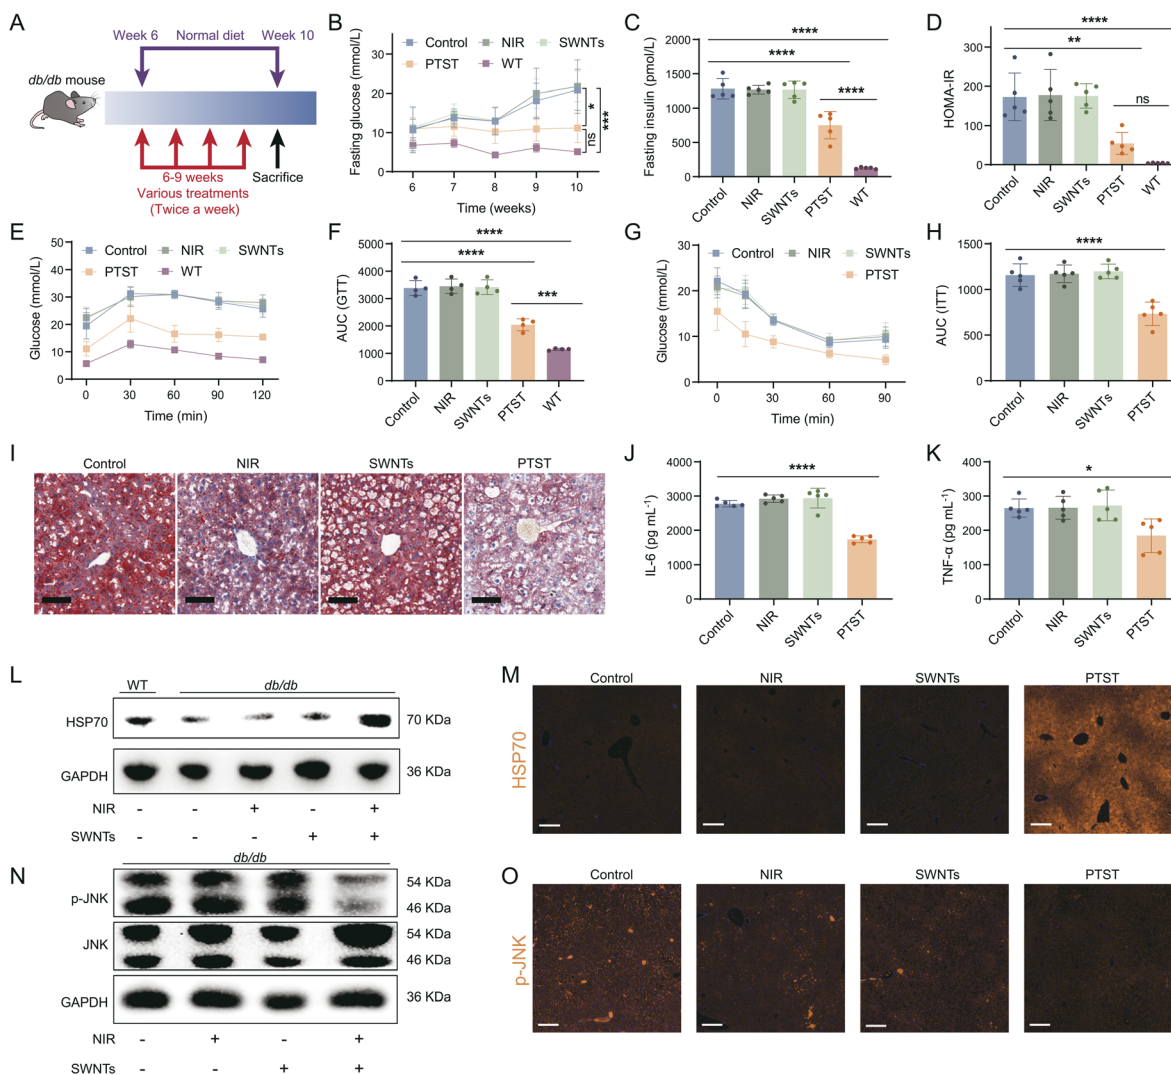 A
Week 6
Normal diet
Week 10
db/db mouse
6-9 weeks
Various treatments
(Twice a week)
Sacrifice
B
Fasting glucose (mmol/L)
40
30
20
10
0
Control
NIR
SWNTs
PTST
WT
*
ns
***
6 7 8 9 10
Time (weeks)
C
Fasting insulin (pmol/L)
2000
1500
1250
1000
750
500
250
0
****
****
****
Control
NIR
SWNTs
PTST
WT
D
HOMA-IR
400
300
200
100
0
****
**
ns
Control
NIR
SWNTs
PTST
WT
E
Glucose (mmol/L)
60
50
40
30
20
10
0
Control
NIR
SWNTs
PTST
WT
0 30 60 90 120
Time (min)
F
AUC (GTT)
5000
4000
3000
2000
1000
0
****
****
***
Control
NIR
SWNTs
PTST
WT
G
Glucose (mmol/L)
30
20
10
0
Control
NIR
SWNTs
PTST
0 30 60 90
Time (min)
H
AUC (ITT)
1500
1000
500
0
****
Control
NIR
SWNTs
PTST
I
Control
NIR
SWNTs
PTST
J
IL-6 (pg mL-1)
4000
3000
2000
1000
0
****
Control
NIR
SWNTs
PTST
K
TNF-α (pg mL-1)
400
300
200
100
0
*
Control
NIR
SWNTs
PTST
L
WT
db/db
HSP70
70 KDa
GAPDH
36 KDa
NIR - - + - +
SWNTs - - - + +
M
Control
NIR
SWNTs
PTST
HSP70
N
db/db
p-JNK
54 KDa
46 KDa
JNK
54 KDa
46 KDa
GAPDH
36 KDa
NIR - + - +
SWNTs - - + +
O
Control
NIR
SWNTs
PTST
p-JNK